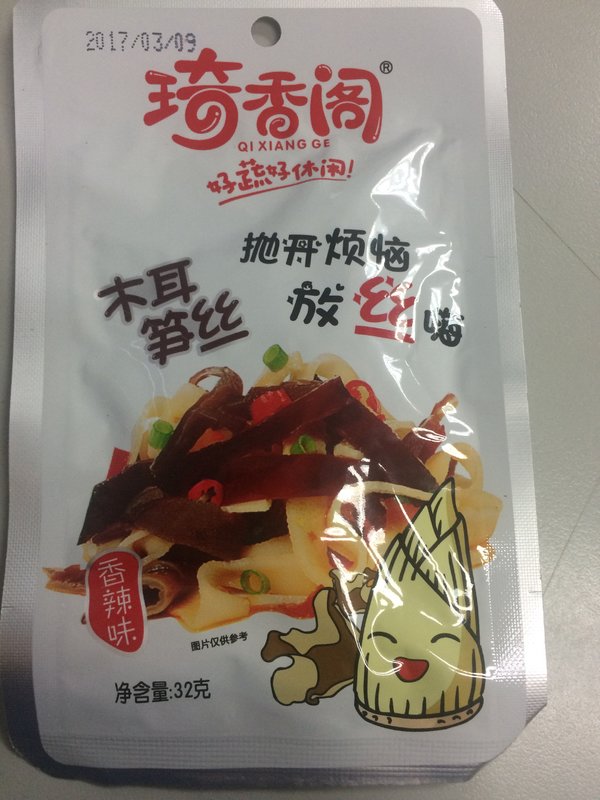 2017/03/09
琦香阁®
QI XIANG GE
好蔬好休闲!
抛开烦恼
放丝嗨
木耳
笋丝
香辣味
图片仅供参考
净含量:32克